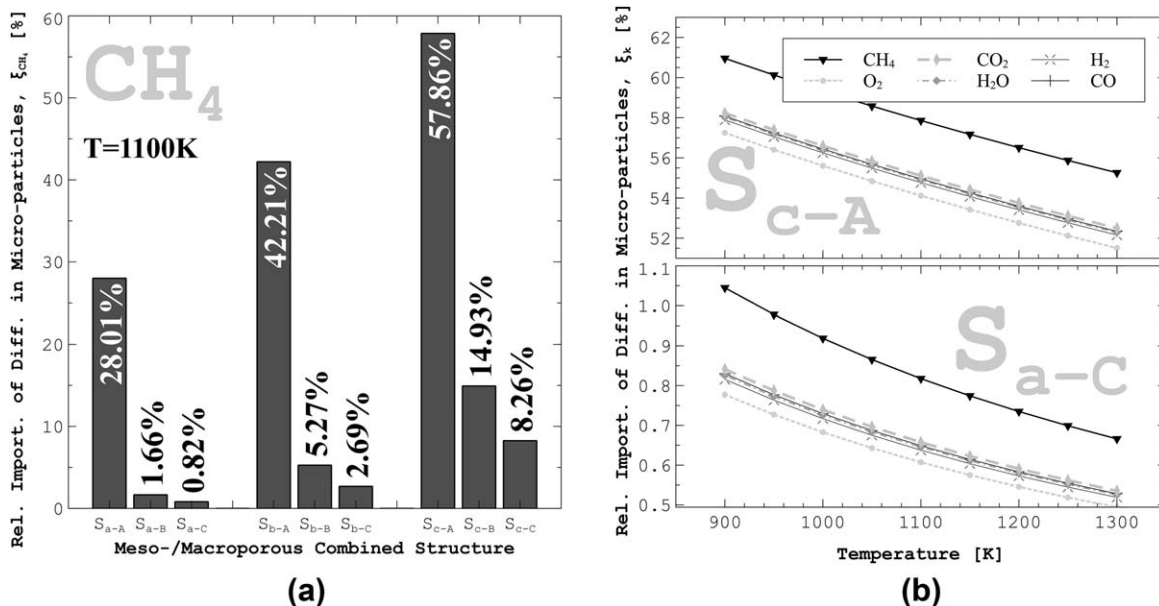 Rel. Import. of Diff. in Micro-particles, ξCH₄ [%]
60
50
40
30
20
10
0
CH₄
T=1100K
28.01%
1.66%
0.82%
42.21%
5.27%
2.69%
57.86%
14.93%
8.26%
Sa-A Sa-B Sa-C Sb-A Sb-B Sb-C Sc-A Sc-B Sc-C
Meso-/Macroporous Combined Structure
(a)
Rel. Import. of Diff. in Micro-particles, ξk [%]
62
60
58
56
54
52
CH₄ CO₂ H₂
O₂ H₂O CO
Sc-A
1.1
1.0
0.9
0.8
0.7
0.6
0.5
Sa-C
900 1000 1100 1200 1300
Temperature [K]
(b)